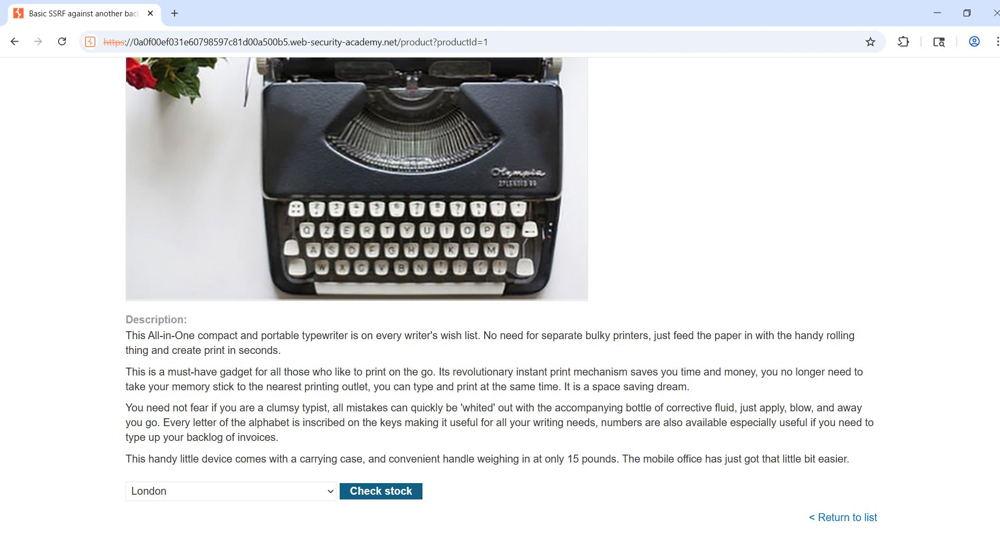 Basic SSRF against another bac
https://0a0f00ef031e60798597c81d00a500b5.web-security-academy.net/product?productId=1
Olympia
SPLENDID 99
Q Z E R T Y U I O P
A S D F G H J K L M
W X C V B N
Description:
This All-in-One compact and portable typewriter is on every writer's wish list. No need for separate bulky printers, just feed the paper in with the handy rolling
thing and create print in seconds.
This is a must-have gadget for all those who like to print on the go. Its revolutionary instant print mechanism saves you time and money, you no longer need to
take your memory stick to the nearest printing outlet, you can type and print at the same time. It is a space saving dream.
You need not fear if you are a clumsy typist, all mistakes can quickly be 'whited' out with the accompanying bottle of corrective fluid, just apply, blow, and away
you go. Every letter of the alphabet is inscribed on the keys making it useful for all your writing needs, numbers are also available especially useful if you need to
type up your backlog of invoices.
This handy little device comes with a carrying case, and convenient handle weighing in at only 15 pounds. The mobile office has just got that little bit easier.
London
Check stock
< Return to list